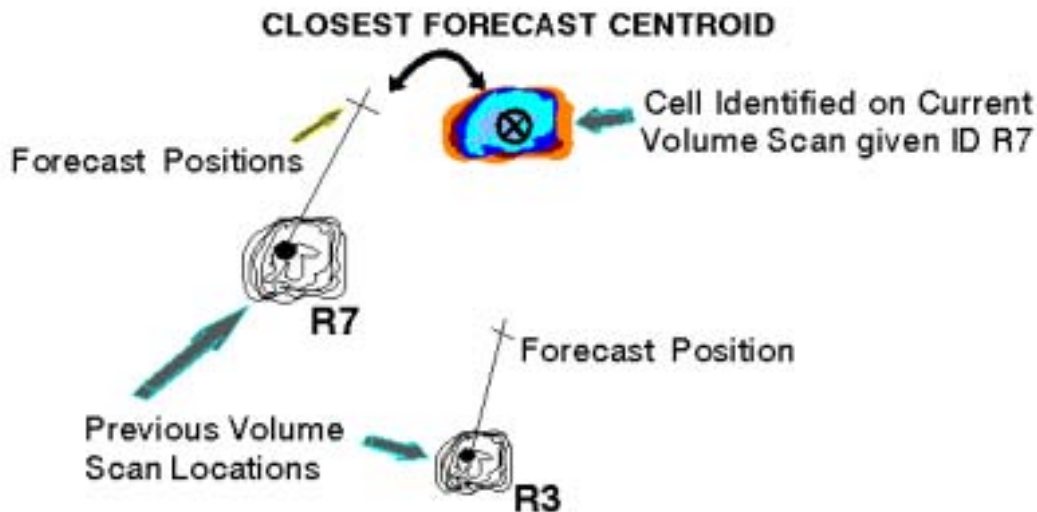 CLOSEST FORECAST CENTROID
Cell Identified on Current
Volume Scan given ID R7
Forecast Positions
R7
Forecast Position
Previous Volume
Scan Locations
R3